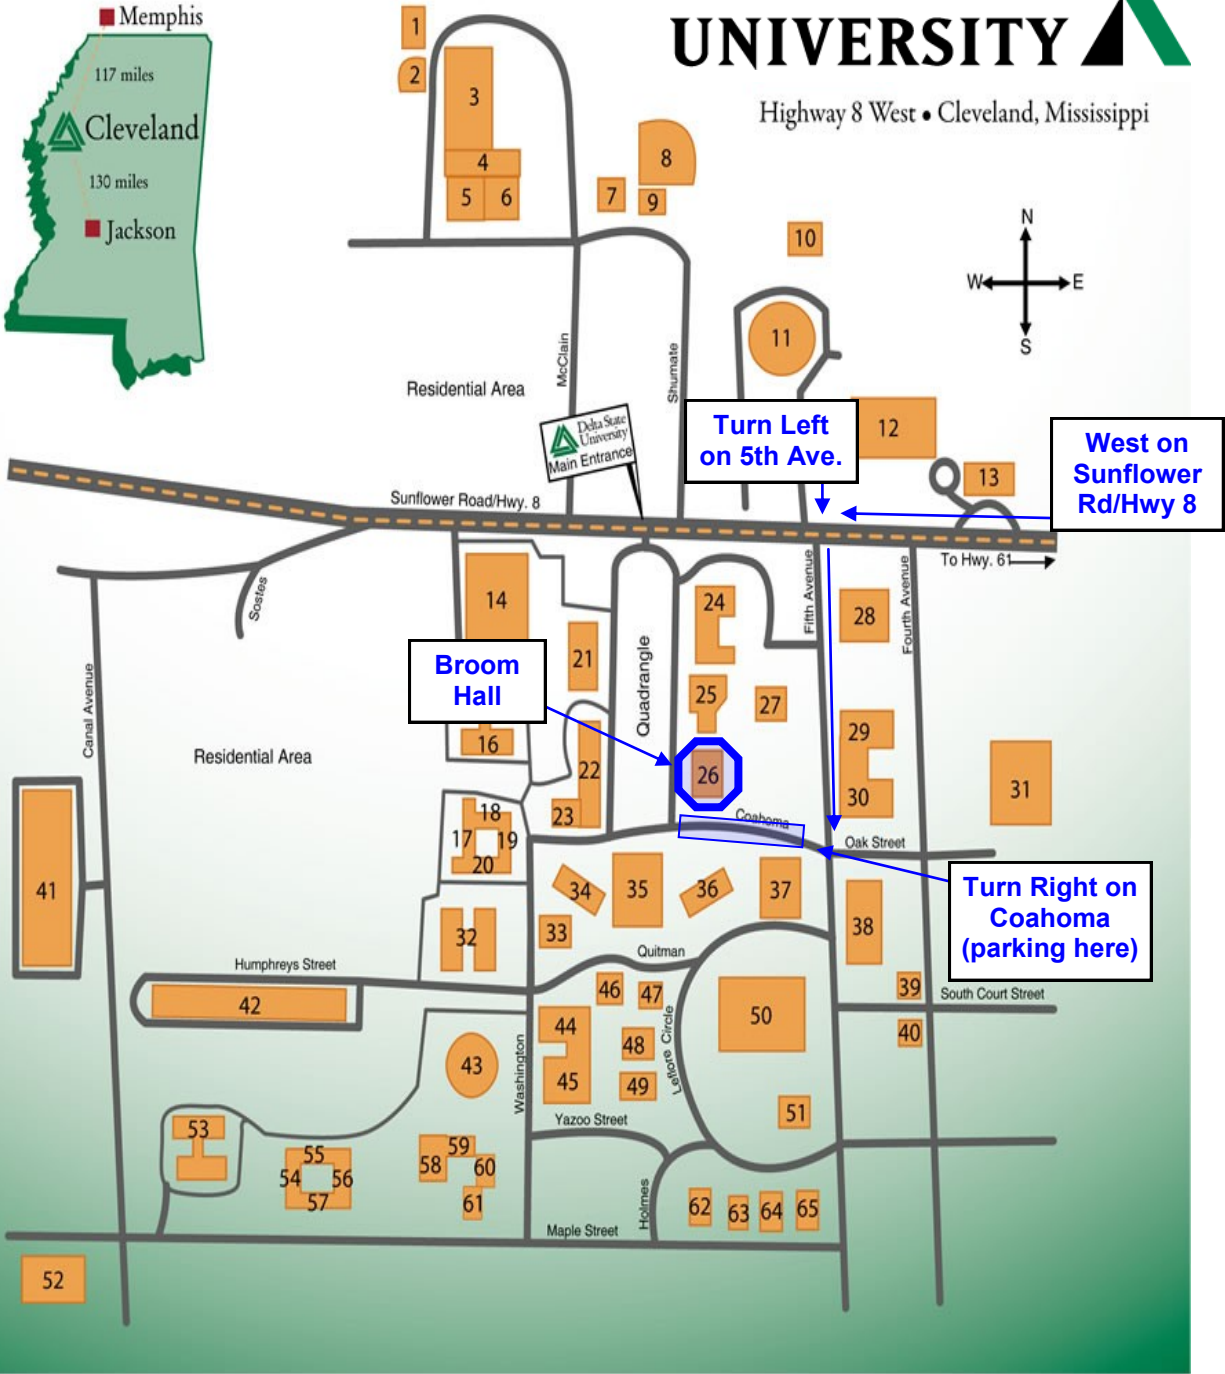 Memphis
117 miles
Cleveland
130 miles
Jackson
UNIVERSITY
Highway 8 West • Cleveland, Mississippi
1
2
3
4
5
6
7
8
9
10
N
W
E
S
11
McClain
Shumate
Residential Area
Delta State
University
Main Entrance
Turn Left
on 5th Ave.
12
13
West on
Sunflower
Rd/Hwy 8
Sunflower Road/Hwy. 8
To Hwy. 61
Sostes
14
Fifth Avenue
Fourth Avenue
24
28
21
Quadrangle
Broom
Hall
Canal Avenue
25
27
16
29
Residential Area
22
26
30
31
23
Coahoma
18
17
19
20
Oak Street
41
34
35
36
37
Turn Right on
Coahoma
(parking here)
32
33
38
Quitman
Humphreys Street
42
46
47
39
South Court Street
50
44
48
40
Leflore Circle
Washington
43
45
49
51
Yazoo Street
53
59
55
58
60
54
56
57
61
Holmes
62
63
64
65
Maple Street
52